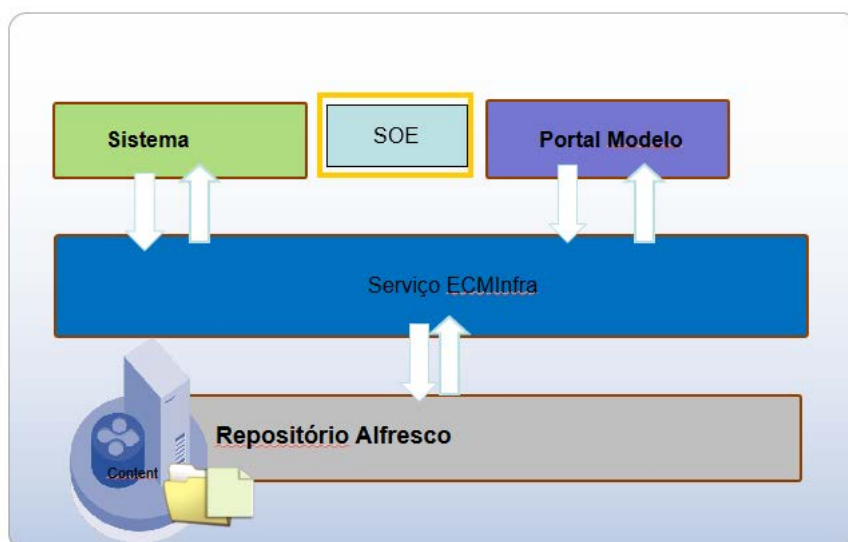 Sistema
SOE
Portal Modelo
Serviço ECMInfra
Repositório Alfresco
Content